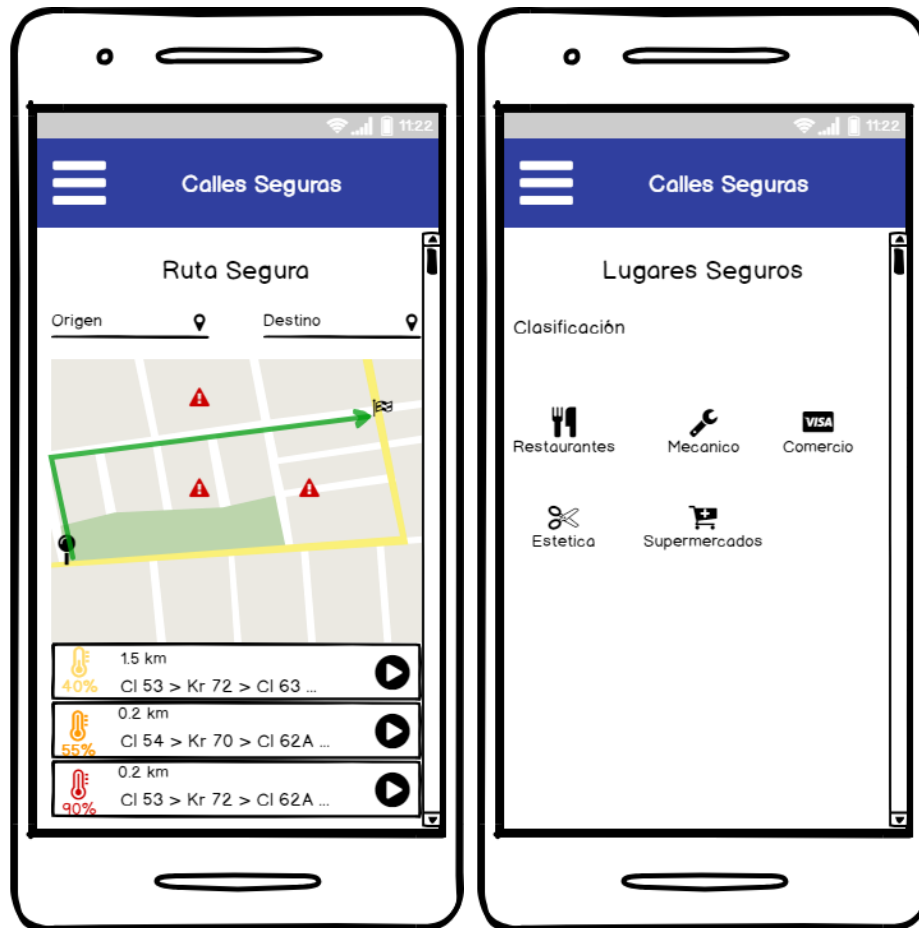 11:22
Calles Seguras
Ruta Segura
Origen Destino
1.5 km
40% Cl 53 > Kr 72 > Cl 63 ...
0.2 km
55% Cl 54 > Kr 70 > Cl 62A ...
0.2 km
90% Cl 53 > Kr 72 > Cl 62A ...
11:22
Calles Seguras
Lugares Seguros
Clasificación
VISA
Restaurantes Mecanico Comercio
Estetica Supermercados